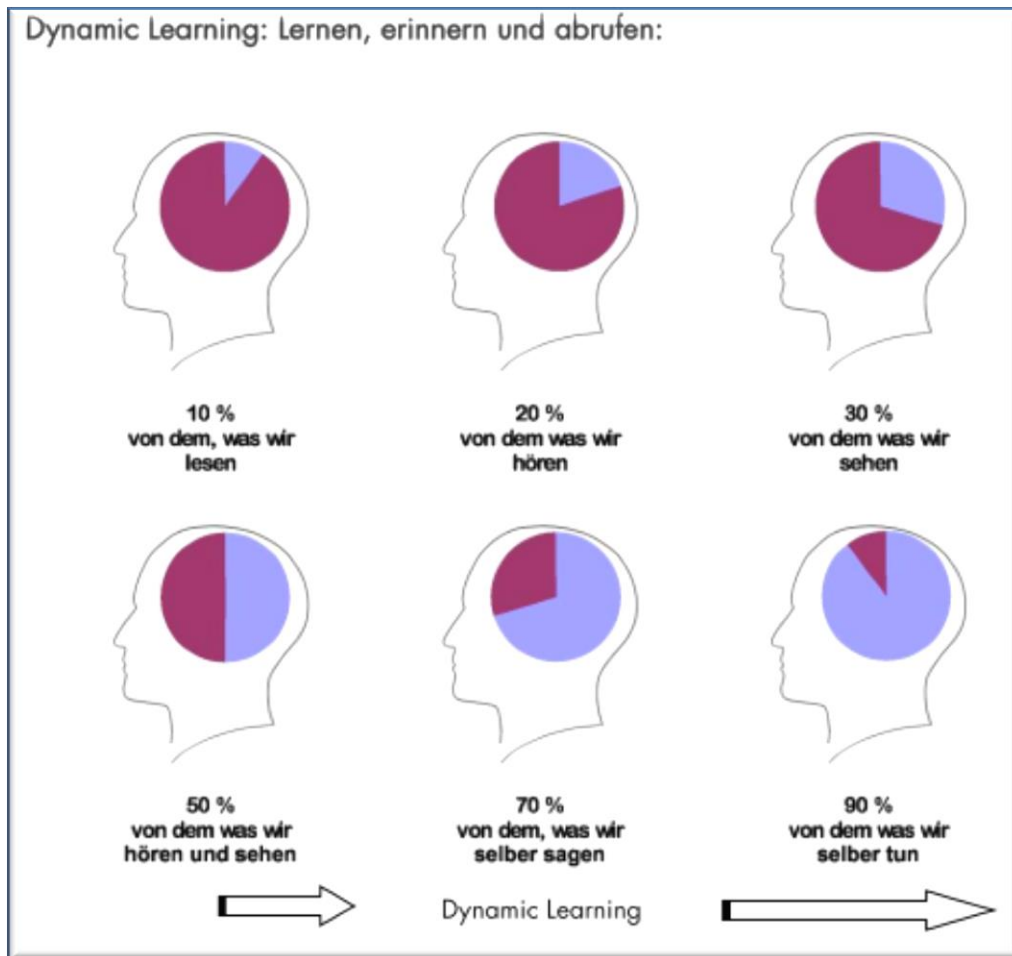 Dynamic Learning: Lernen, erinnern und abrufen:
10 %
von dem, was wir
lesen
20 %
von dem was wir
hören
30 %
von dem was wir
sehen
50 %
von dem was wir
hören und sehen
70 %
von dem, was wir
selber sagen
90 %
von dem was wir
selber tun
Dynamic Learning